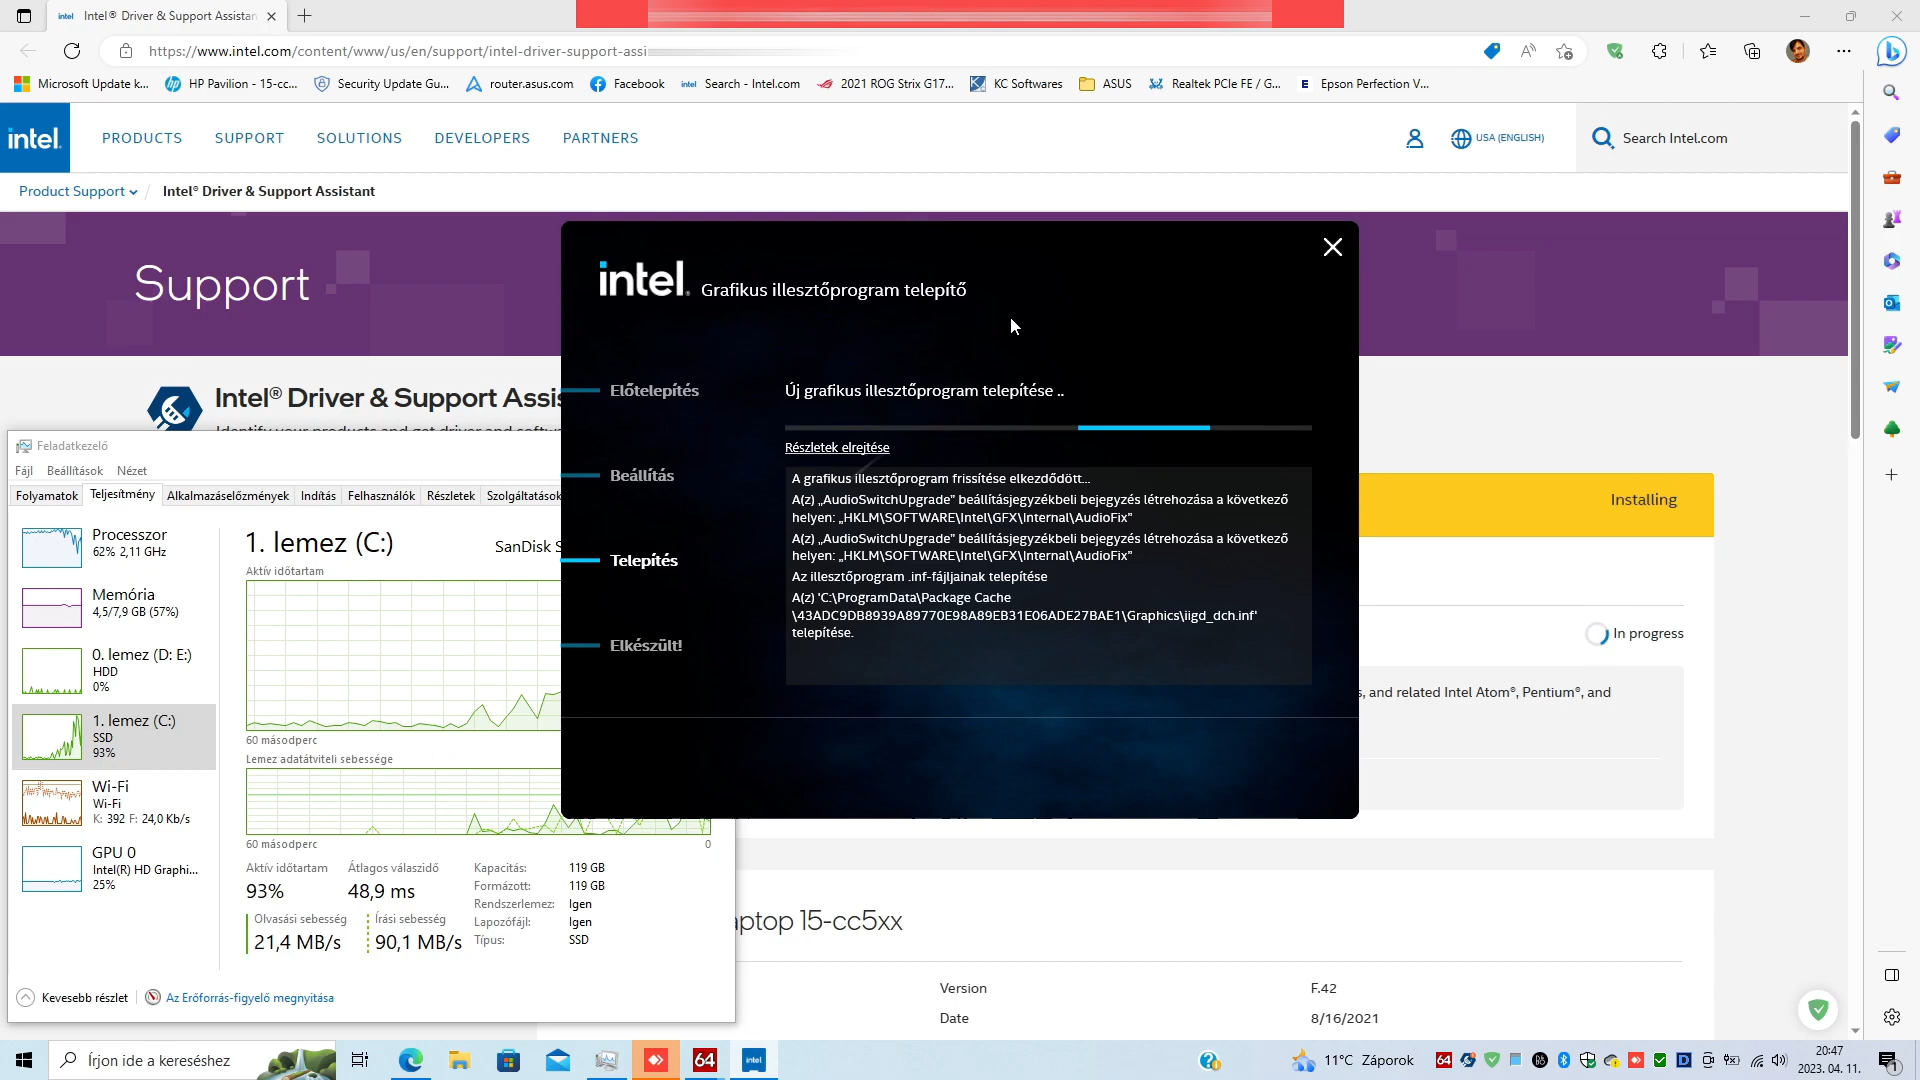 intel Intel® Driver & Support Assistan
https://www.intel.com/content/www/us/en/support/intel-driver-support-assi
Microsoft Update k...
HP Pavilion - 15-cc...
Security Update Gu...
router.asus.com
Facebook
intel Search - Intel.com
2021 ROG Strix G17...
KC Softwares
ASUS
Realtek PCIe FE / G...
E Epson Perfection V...
intel.
PRODUCTS
SUPPORT
SOLUTIONS
DEVELOPERS
PARTNERS
USA (ENGLISH)
Search Intel.com
Product Support
Intel® Driver & Support Assistant
Support
Intel® Driver & Support Assis
Installing
In progress
s, and related Intel Atom®, Pentium®, and
aptop 15-cc5xx
Version
F.42
Date
8/16/2021
intel.
Grafikus illesztőprogram telepítő
Előtelepítés
Beállítás
Telepítés
Elkészült!
Új grafikus illesztőprogram telepítése ..
Részletek elrejtése
A grafikus illesztőprogram frissítése elkezdődött...
A(z) „AudioSwitchUpgrade” beállításjegyzékbeli bejegyzés létrehozása a következő
helyen: „HKLM\SOFTWARE\Intel\GFX\Internal\AudioFix”
A(z) „AudioSwitchUpgrade” beállításjegyzékbeli bejegyzés létrehozása a következő
helyen: „HKLM\SOFTWARE\Intel\GFX\Internal\AudioFix”
Az illesztőprogram .inf-fájljainak telepítése
A(z) 'C:\ProgramData\Package Cache
\43ADC9DB8939A89770E98A89EB31E06ADE27BAE1\Graphics\iigd_dch.inf'
telepítése.
Feladatkezelő
Fájl
Beállítások
Nézet
Folyamatok
Teljesítmény
Alkalmazáselőzmények
Indítás
Felhasználók
Részletek
Szolgáltatások
Processzor
62% 2,11 GHz
Memória
4,5/7,9 GB (57%)
0. lemez (D: E:)
HDD
0%
1. lemez (C:)
SSD
93%
Wi-Fi
Wi-Fi
K: 392 F: 24,0 Kb/s
GPU 0
Intel(R) HD Graphi...
25%
1. lemez (C:)
SanDisk S
Aktív időtartam
60 másodperc
Lemez adatátviteli sebessége
60 másodperc
0
Aktív időtartam
93%
Átlagos válaszidő
48,9 ms
Olvasási sebesség
21,4 MB/s
Írási sebesség
90,1 MB/s
Kapacitás: 119 GB
Formázott: 119 GB
Rendszerlemez: Igen
Lapozófájl: Igen
Típus: SSD
Kevesebb részlet
Az Erőforrás-figyelő megnyitása
Írjon ide a kereséshez
64
intel
11°C Záporok
64
20:47
2023. 04. 11.
1